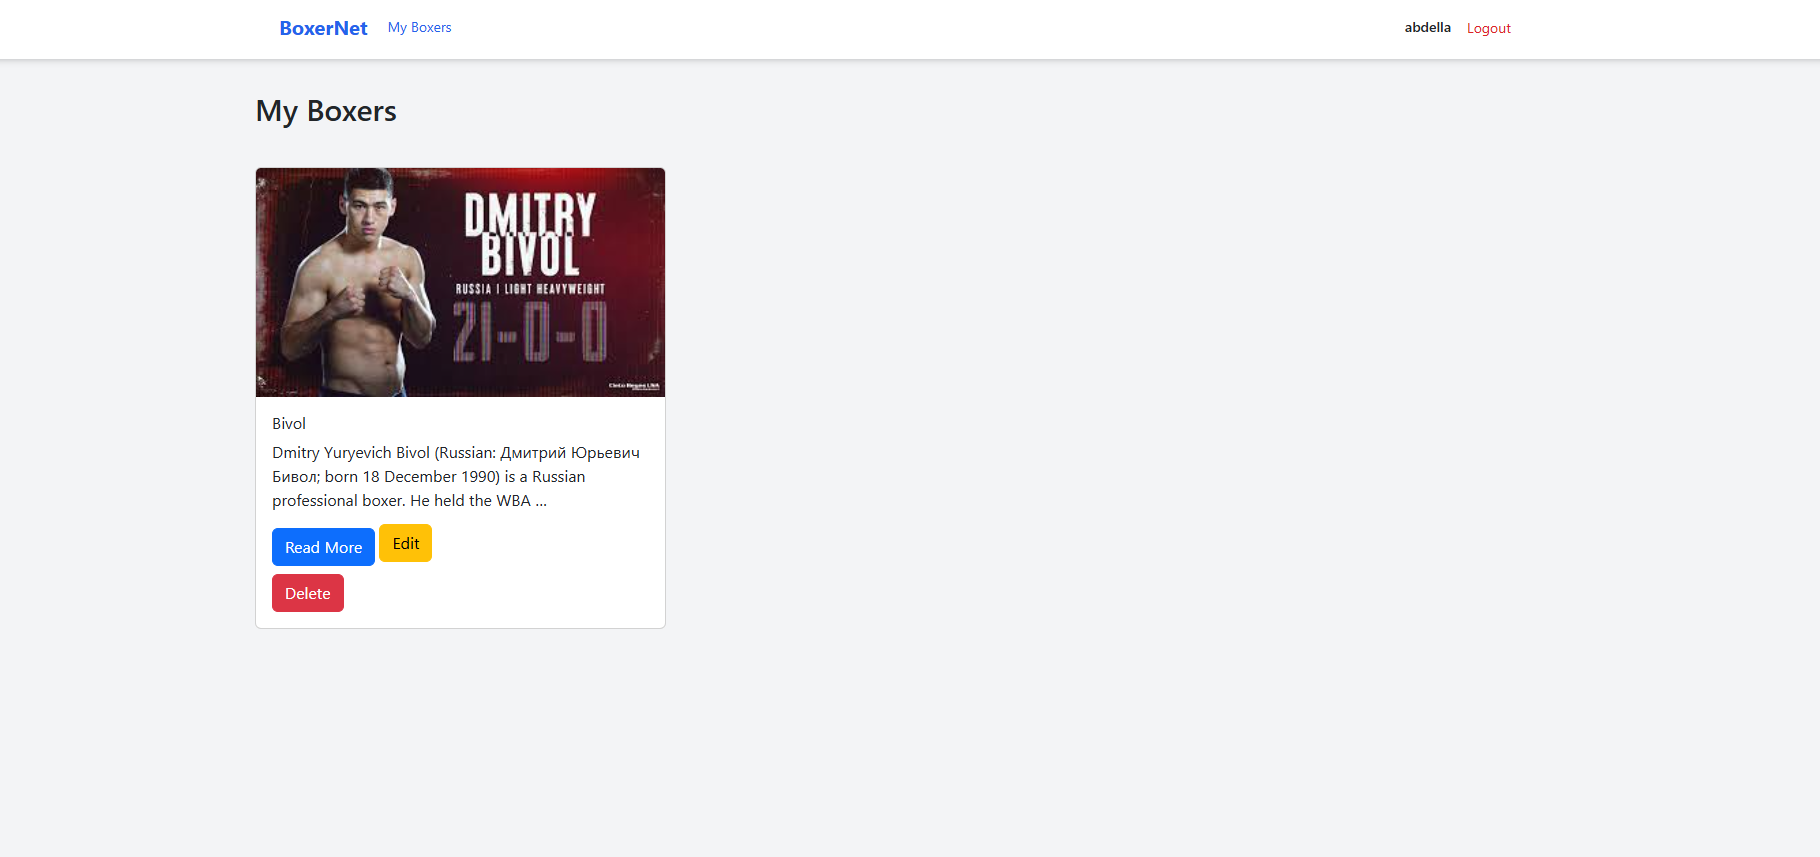 BoxerNet My Boxers abdella Logout
My Boxers
DMITRY
BIVOL
RUSSIA | LIGHT HEAVYWEIGHT
21-0-0
Bivol
Dmitry Yuryevich Bivol (Russian: Дмитрий Юрьевич
Бивол; born 18 December 1990) is a Russian
professional boxer. He held the WBA ...
Read More Edit
Delete